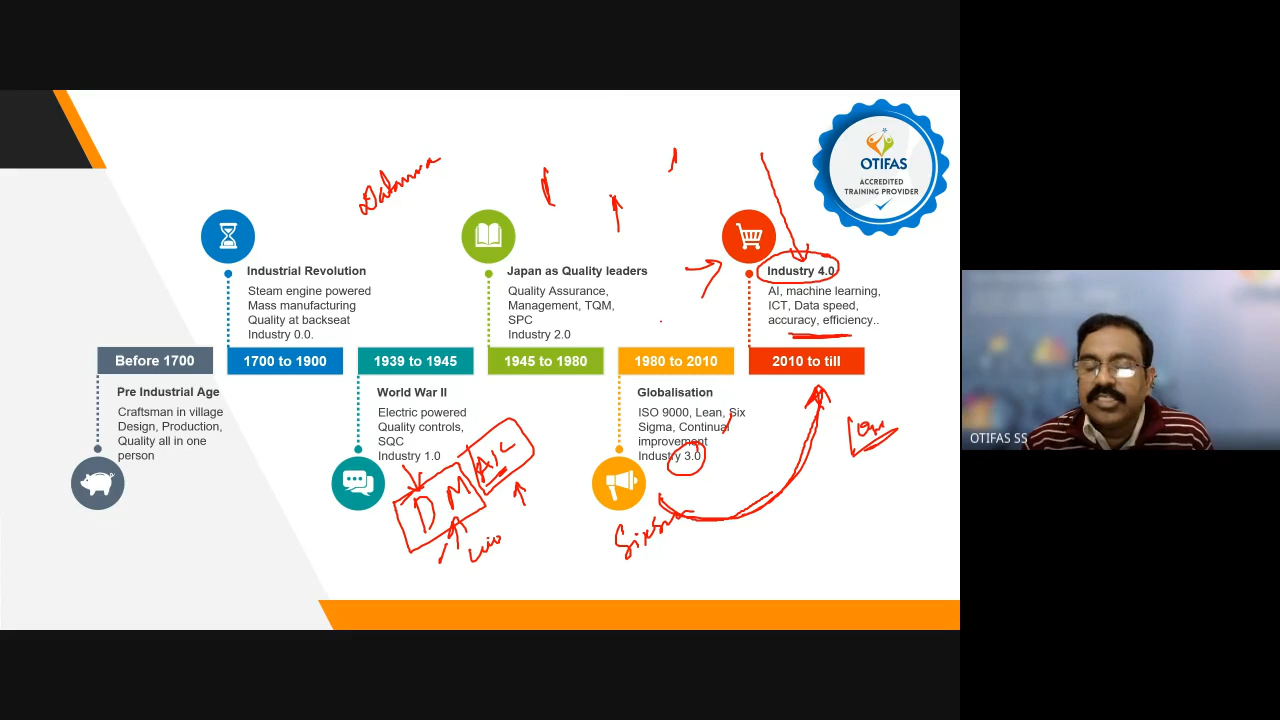 OTIFAS
ACCREDITED
TRAINING PROVIDER
Industrial Revolution
Steam engine powered
Mass manufacturing
Quality at backseat
Industry 0.0.
Japan as Quality leaders
Quality Assurance,
Management, TQM,
SPC
Industry 2.0
Industry 4.0
AI, machine learning,
ICT, Data speed,
accuracy, efficiency..
Before 1700
1700 to 1900
1939 to 1945
1945 to 1980
1980 to 2010
2010 to till
Pre Industrial Age
Craftsman in village
Design, Production,
Quality all in one
person
World War II
Electric powered
Quality controls,
SQC
Industry 1.0
Globalisation
ISO 9000, Lean, Six
Sigma, Continual
improvement
Industry 3.0
DMAIC
OTIFAS SS